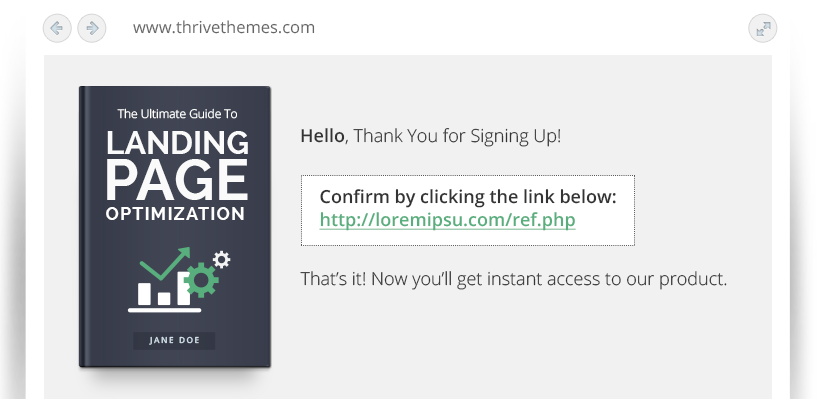 www.thrivethemes.com
The Ultimate Guide To
LANDING
PAGE
OPTIMIZATION
JANE DOE
Hello, Thank You for Signing Up!
Confirm by clicking the link below:
http://loremipsu.com/ref.php
That's it! Now you'll get instant access to our product.